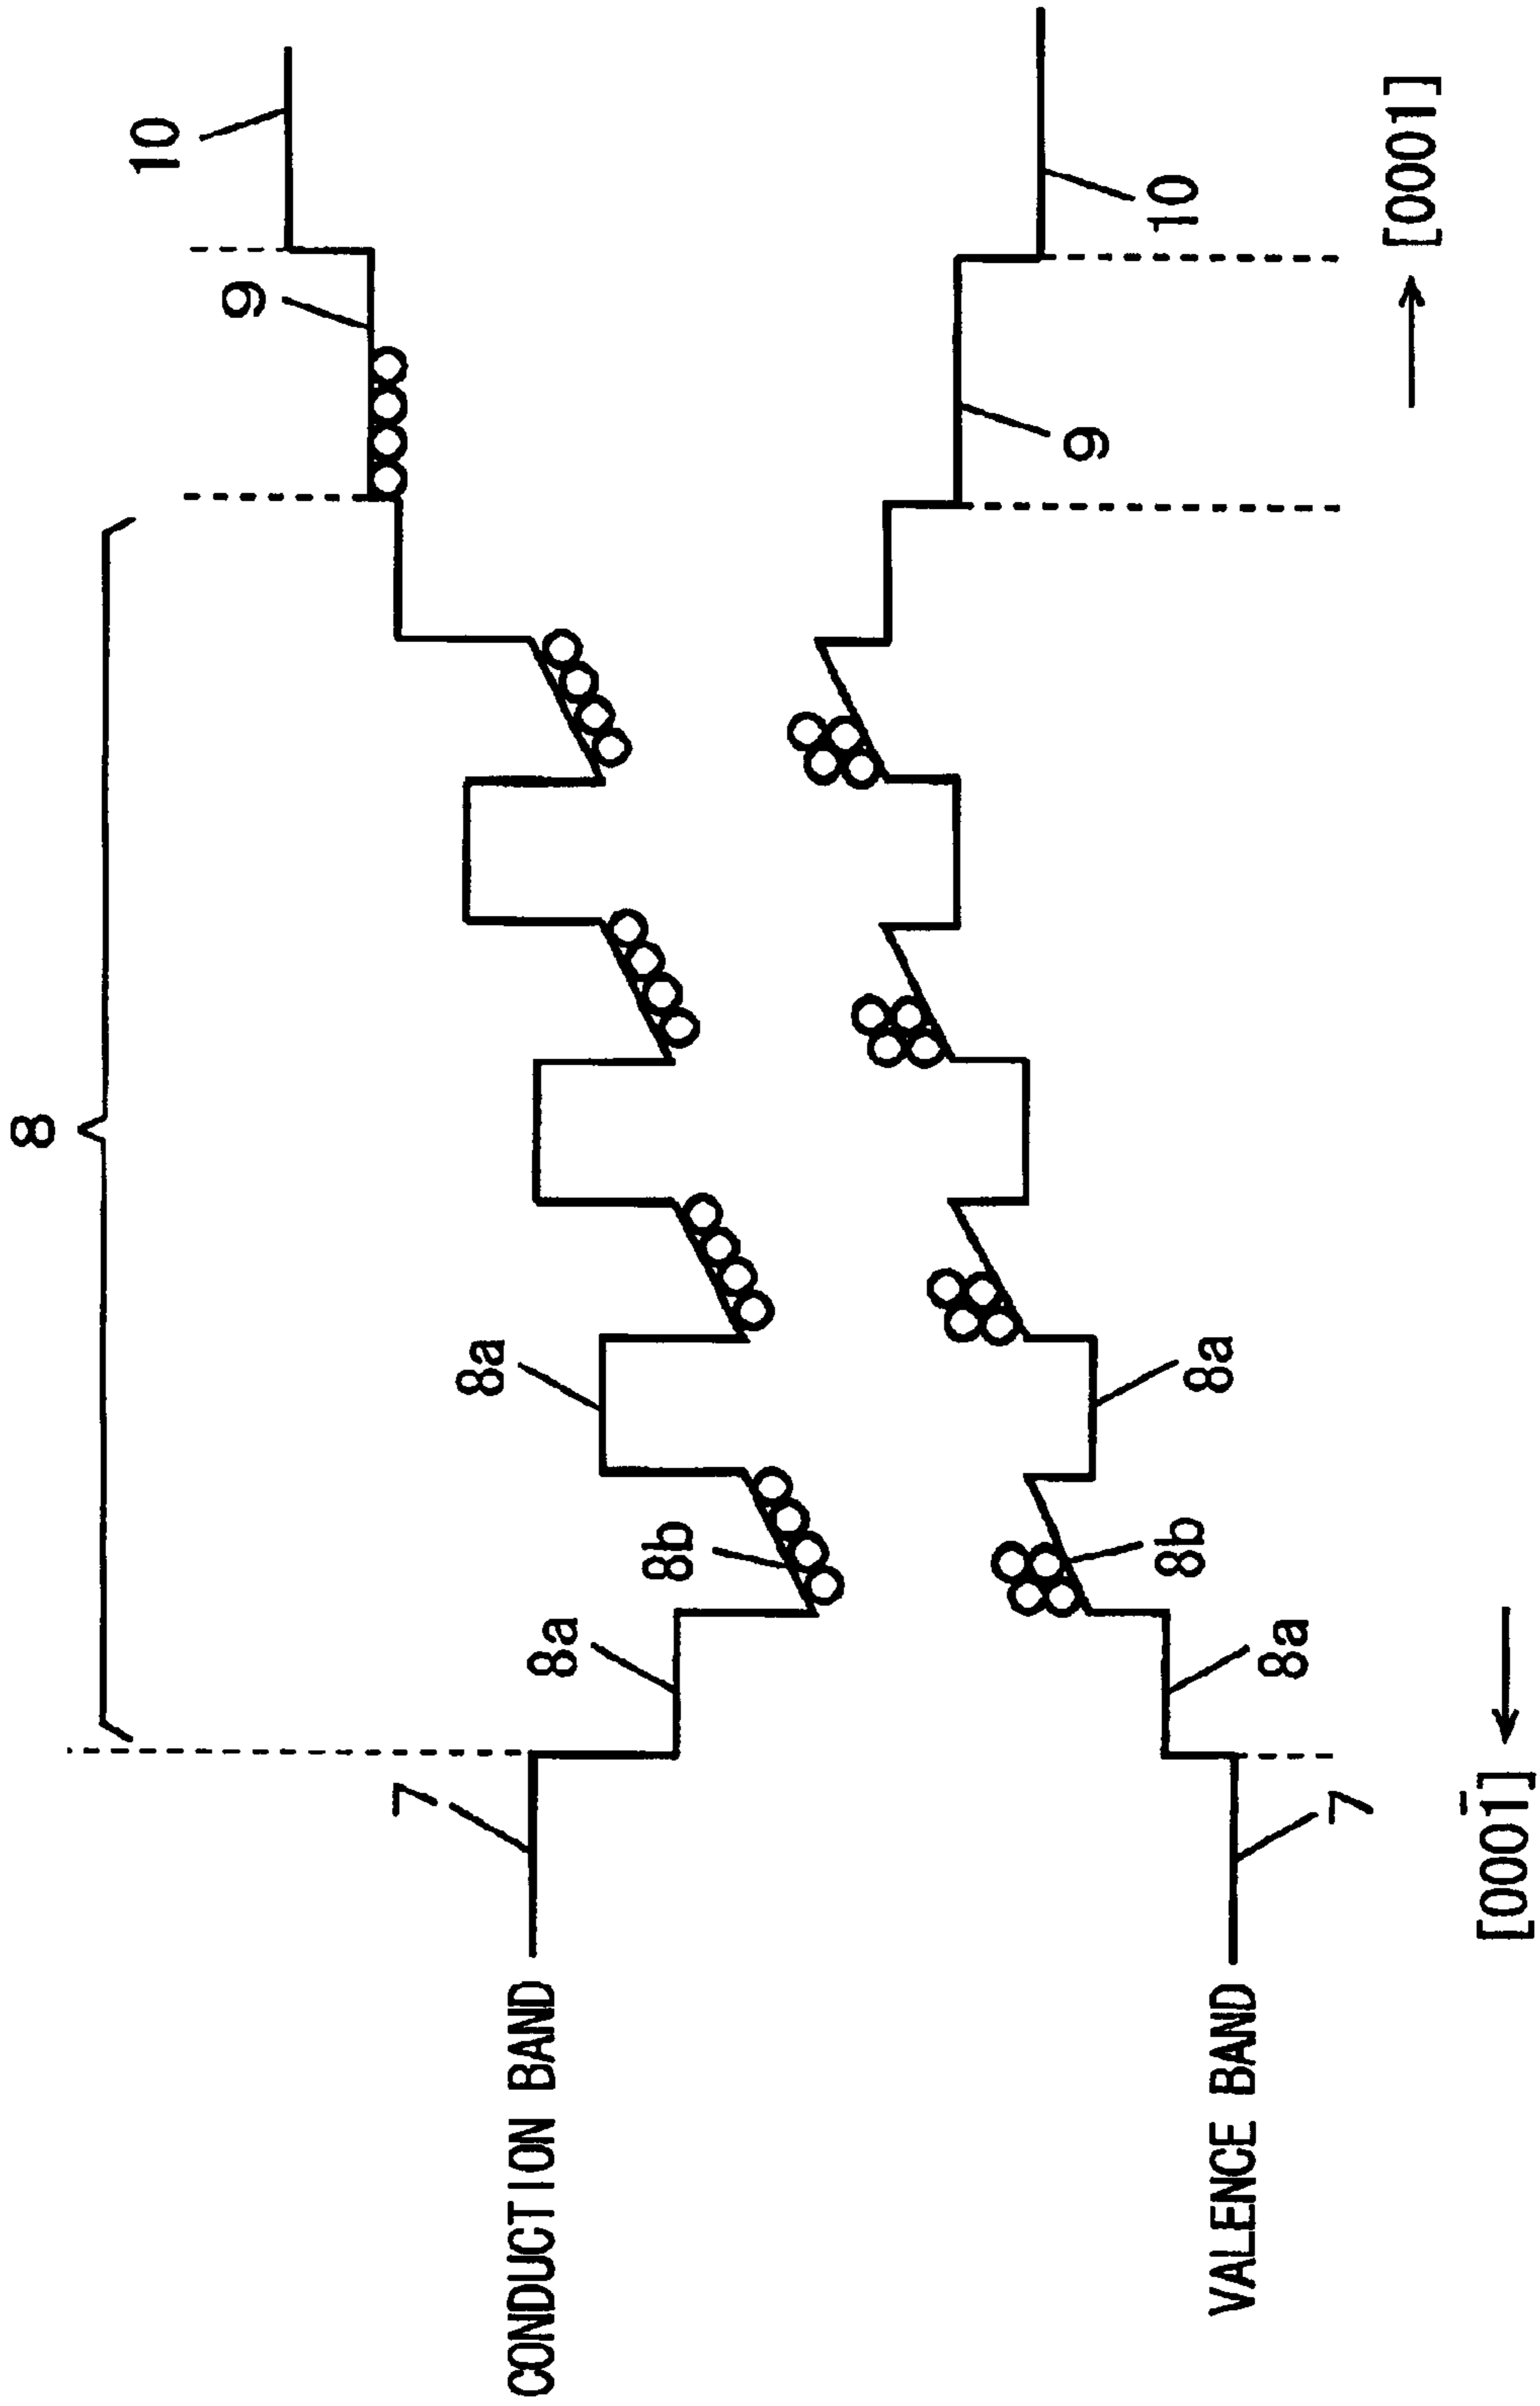 8
10
9
7
8a
CONDUCTION BAND
8a
8b
9
10
8b
8a
VALENCE BAND
8a
7
[0001]
[0001̄]